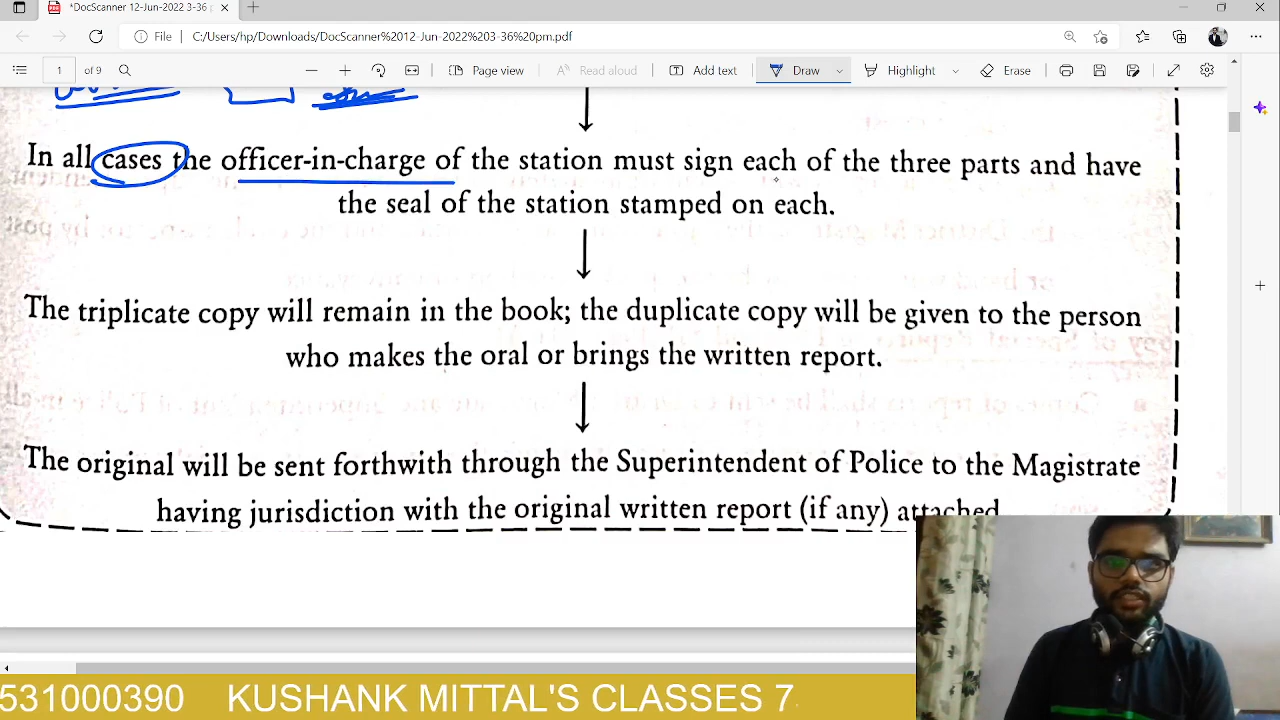 *DocScanner 12-Jun-2022 3-36
File
C:/Users/hp/Downloads/DocScanner%2012-Jun-2022%203-36%20pm.pdf
1 of 9
Page view
Read aloud
Add text
Draw
Highlight
Erase
In all cases the officer-in-charge of the station must sign each of the three parts and have
the seal of the station stamped on each.
The triplicate copy will remain in the book; the duplicate copy will be given to the person
who makes the oral or brings the written report.
The original will be sent forthwith through the Superintendent of Police to the Magistrate
having jurisdiction with the original written report (if any) attached
531000390 KUSHANK MITTAL'S CLASSES 7